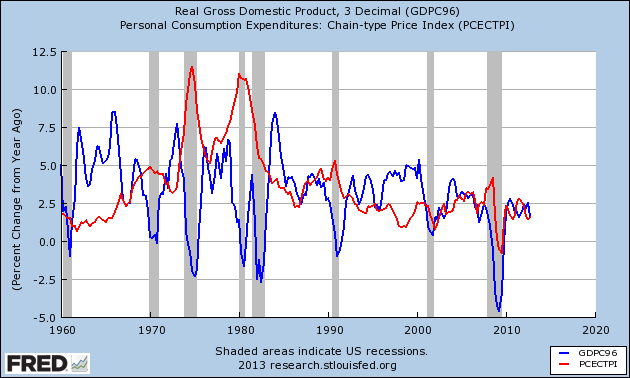 Real Gross Domestic Product, 3 Decimal (GDPC96)
Personal Consumption Expenditures: Chain-type Price Index (PCECTPI)
(Percent Change from Year Ago)
12.5
10.0
7.5
5.0
2.5
0.0
-2.5
-5.0
1960 1970 1980 1990 2000 2010 2020
Shaded areas indicate US recessions.
2013 research.stlouisfed.org
FRED
GDPC96
PCECTPI